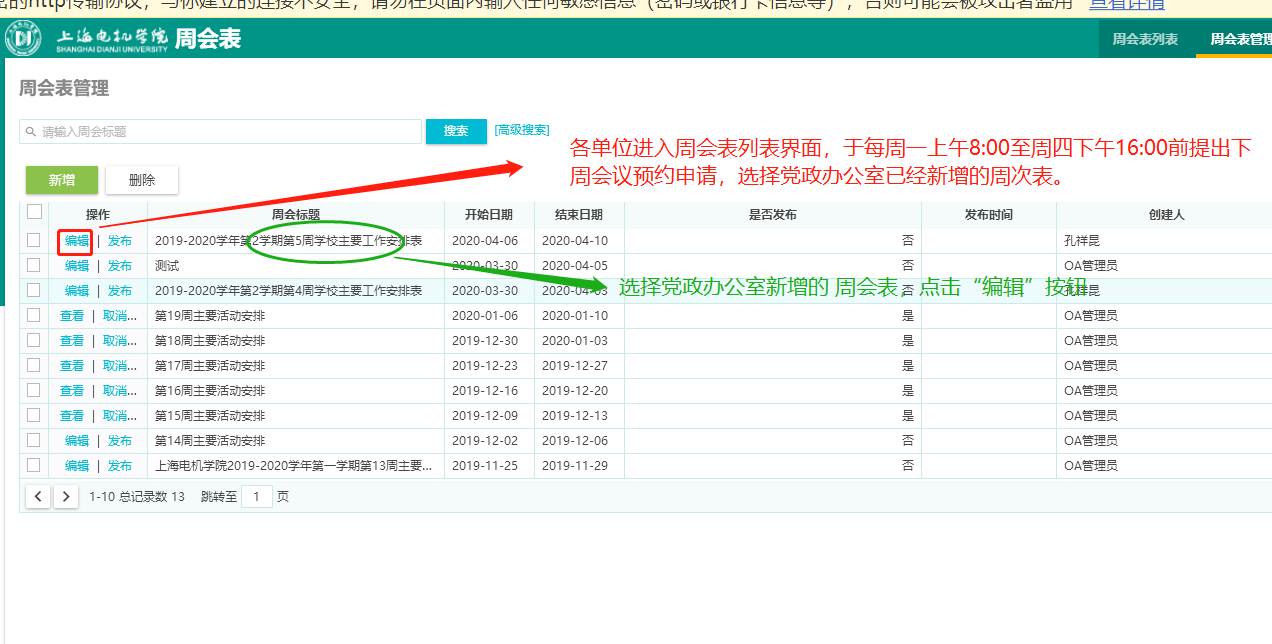 党的http传输协议，与标建立的连接不安全，请勿在页面内输入任何敏感信息（密码或银行卡信息等），否则可能会被攻击者盗用 查看详情
上海电机学院 周会表 周会表列表 周会表管理
SHANGHAI DIANJI UNIVERSITY
周会表管理
请输入周会标题 搜索 [高级搜索]
各单位进入周会表列表界面，于每周一上午8:00至周四下午16:00前提出下
周会议预约申请，选择党政办公室已经新增的周次表。
新增 删除
操作 周会标题 开始日期 结束日期 是否发布 发布时间 创建人
编辑 | 发布 2019-2020学年第2学期第5周学校主要工作安排表 2020-04-06 2020-04-10 否 孔祥昆
编辑 | 发布 测试 2020-03-30 2020-04-05 否 OA管理员
选择党政办公室新增的 周会表，点击“编辑”按钮
编辑 | 发布 2019-2020学年第2学期第4周学校主要工作安排表 2020-03-30 2020-04-03 否 孔祥昆
查看 | 取消... 第19周主要活动安排 2020-01-06 2020-01-10 是 OA管理员
查看 | 取消... 第18周主要活动安排 2019-12-30 2020-01-03 是 OA管理员
查看 | 取消... 第17周主要活动安排 2019-12-23 2019-12-27 是 OA管理员
查看 | 取消... 第16周主要活动安排 2019-12-16 2019-12-20 是 OA管理员
查看 | 取消... 第15周主要活动安排 2019-12-09 2019-12-13 是 OA管理员
编辑 | 发布 第14周主要活动安排 2019-12-02 2019-12-06 否 OA管理员
编辑 | 发布 上海电机学院2019-2020学年第一学期第13周主要... 2019-11-25 2019-11-29 否 OA管理员
1-10 总记录数 13 跳转至 1 页